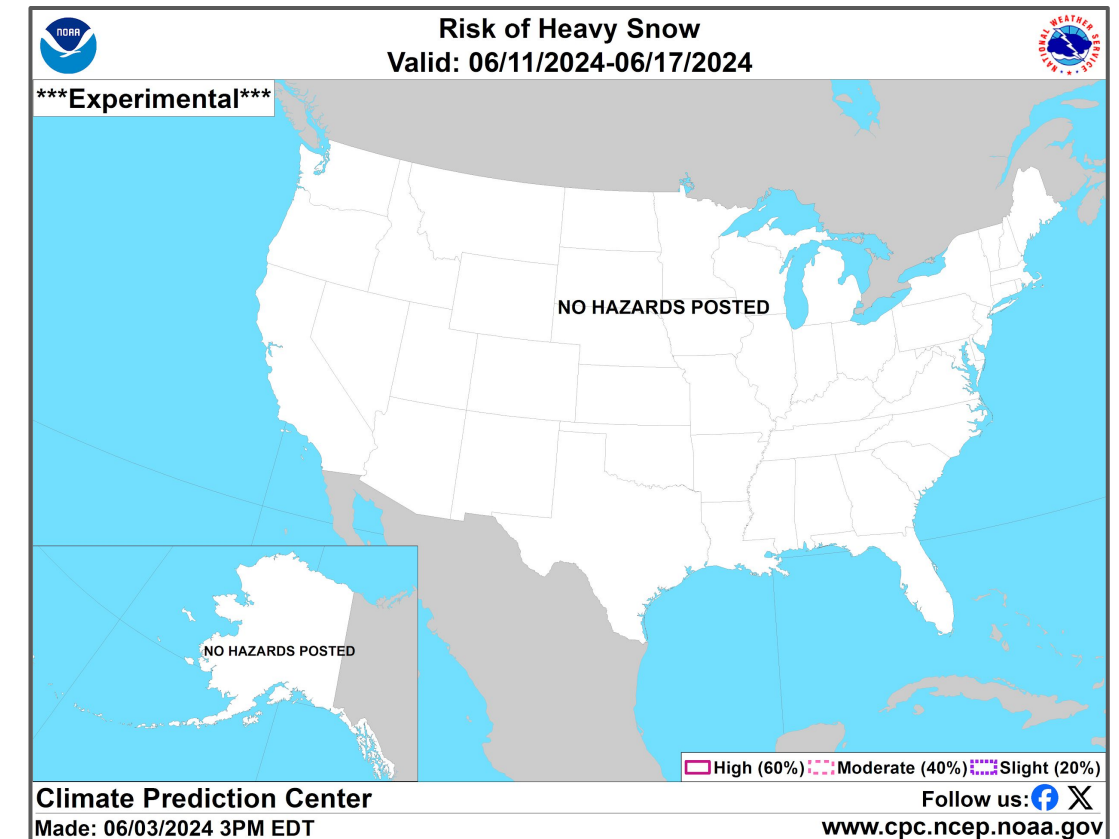 NOAA
Risk of Heavy Snow
Valid: 06/11/2024-06/17/2024
NATIONAL WEATHER SERVICE
***Experimental***
NO HAZARDS POSTED
NO HAZARDS POSTED
High (60%) Moderate (40%) Slight (20%)
Climate Prediction Center
Follow us:
Made: 06/03/2024 3PM EDT
www.cpc.ncep.noaa.gov